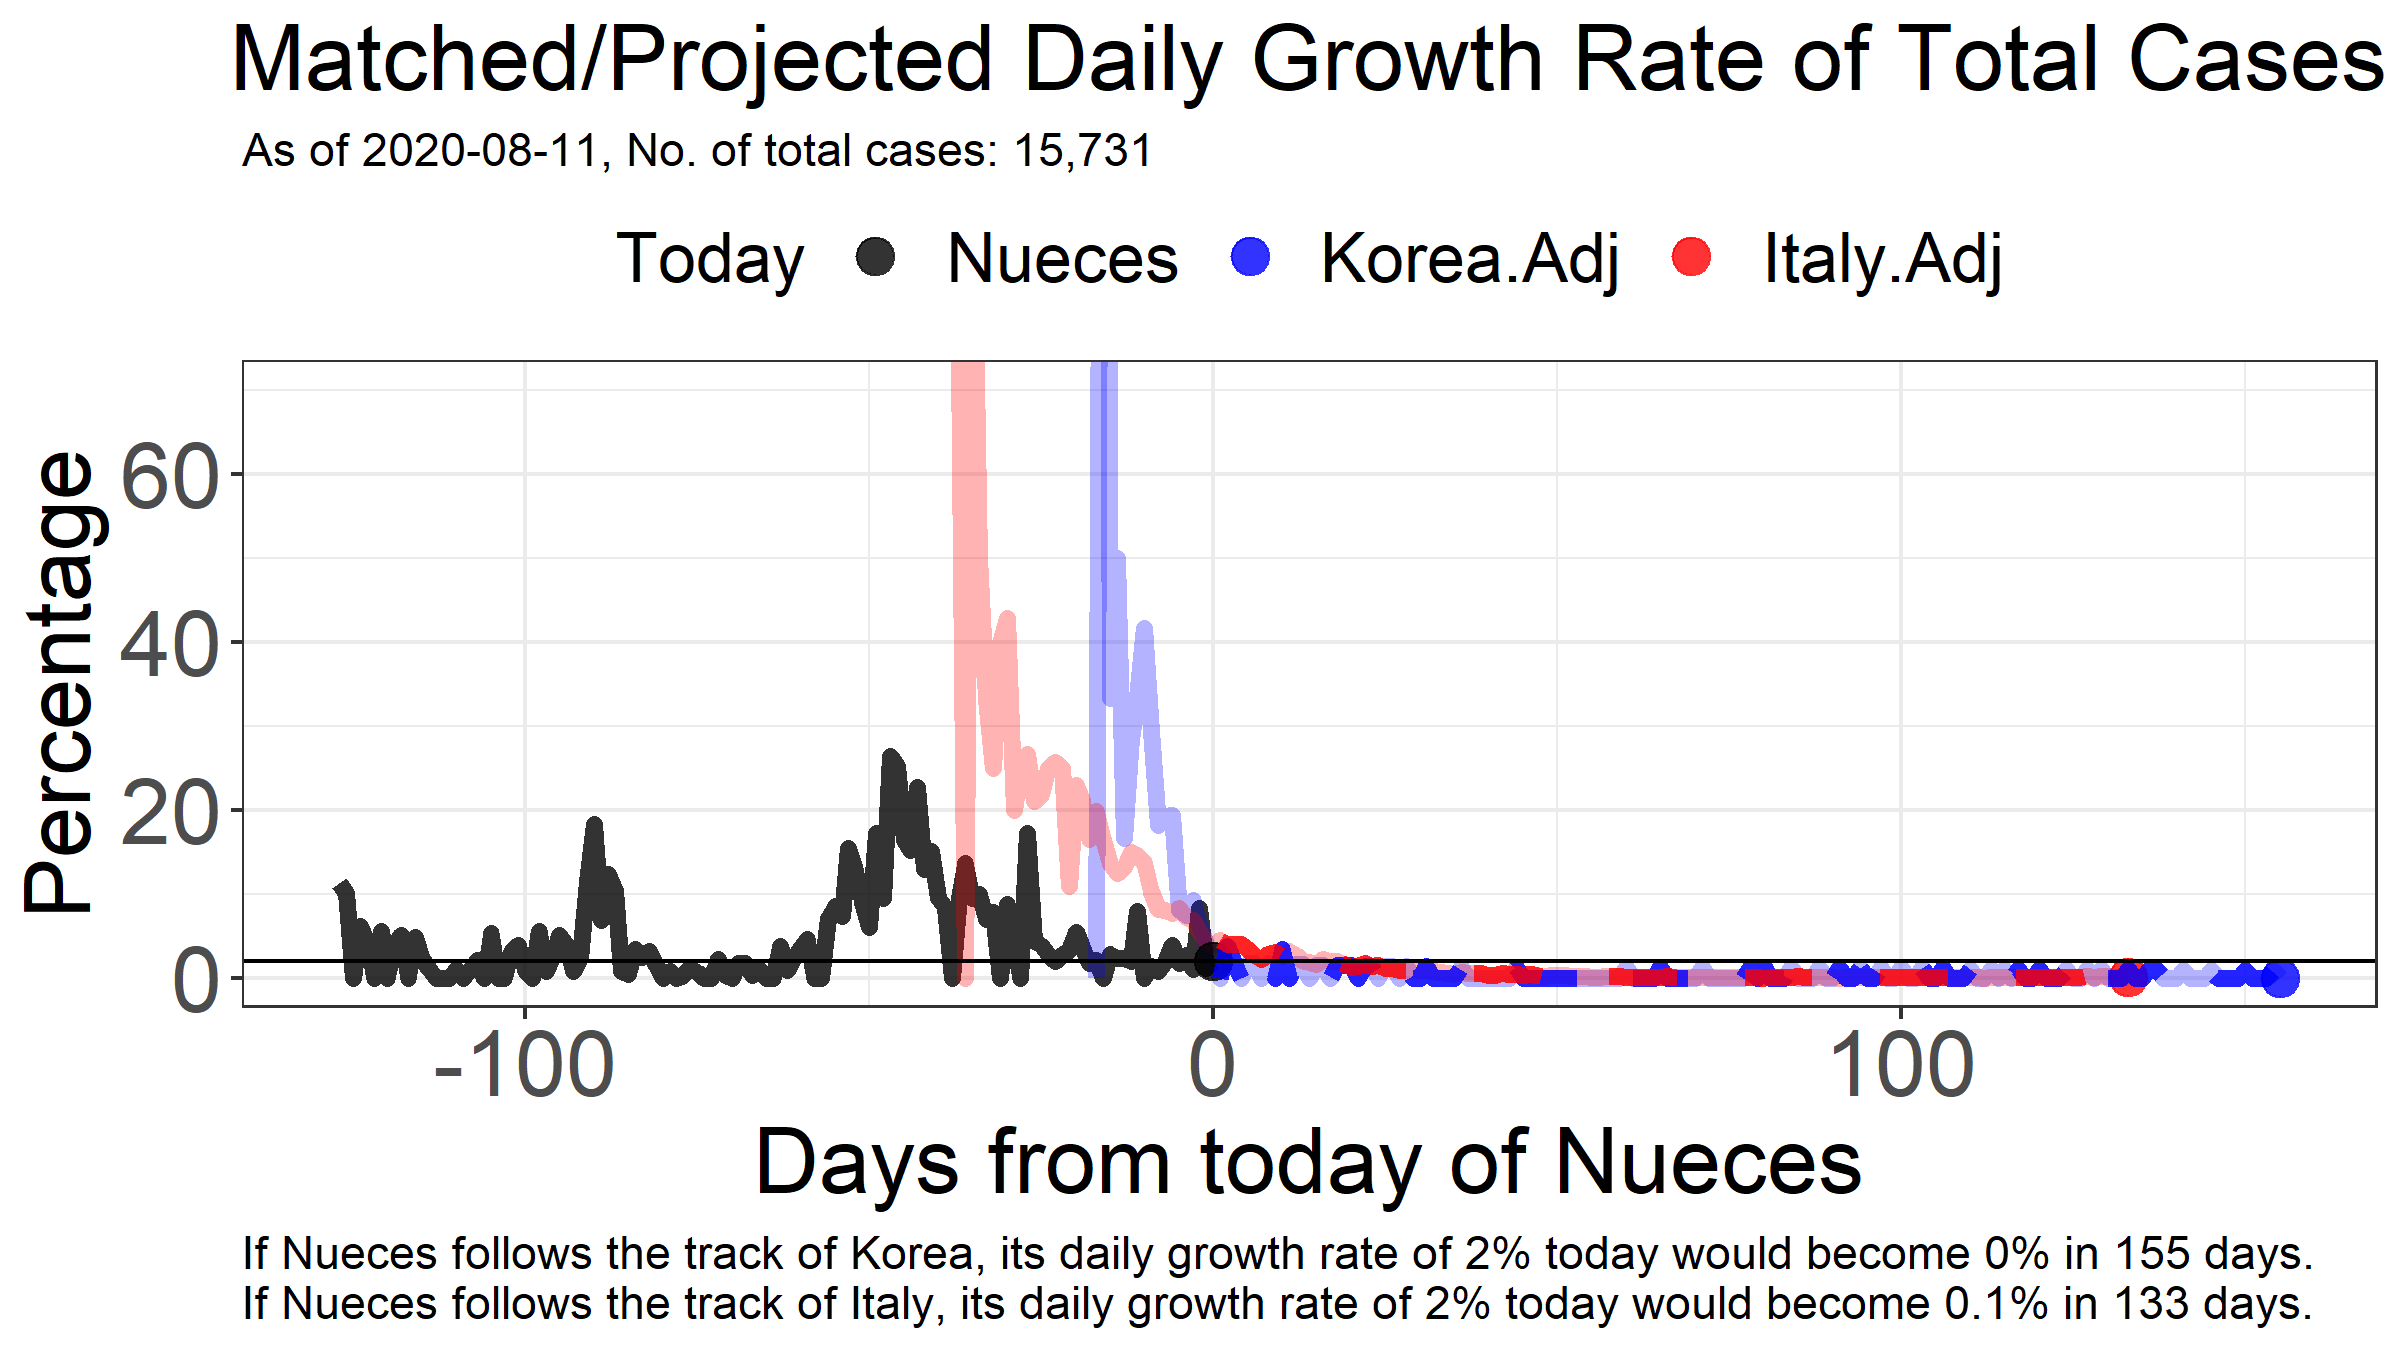 Matched/Projected Daily Growth Rate of Total Cases
As of 2020-08-11, No. of total cases: 15,731
Today Nueces Korea.Adj Italy.Adj
Percentage
60
40
20
0
-100 0 100
Days from today of Nueces
If Nueces follows the track of Korea, its daily growth rate of 2% today would become 0% in 155 days.
If Nueces follows the track of Italy, its daily growth rate of 2% today would become 0.1% in 133 days.